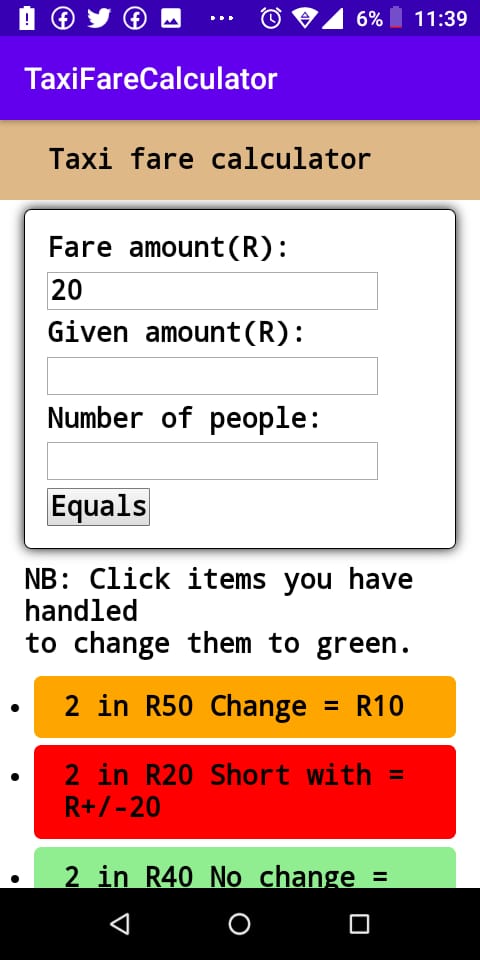 6% 11:39
TaxiFareCalculator
Taxi fare calculator
Fare amount(R):
20
Given amount(R):
Number of people:
Equals
NB: Click items you have
handled
to change them to green.
2 in R50 Change = R10
2 in R20 Short with =
R+/-20
2 in R40 No change =